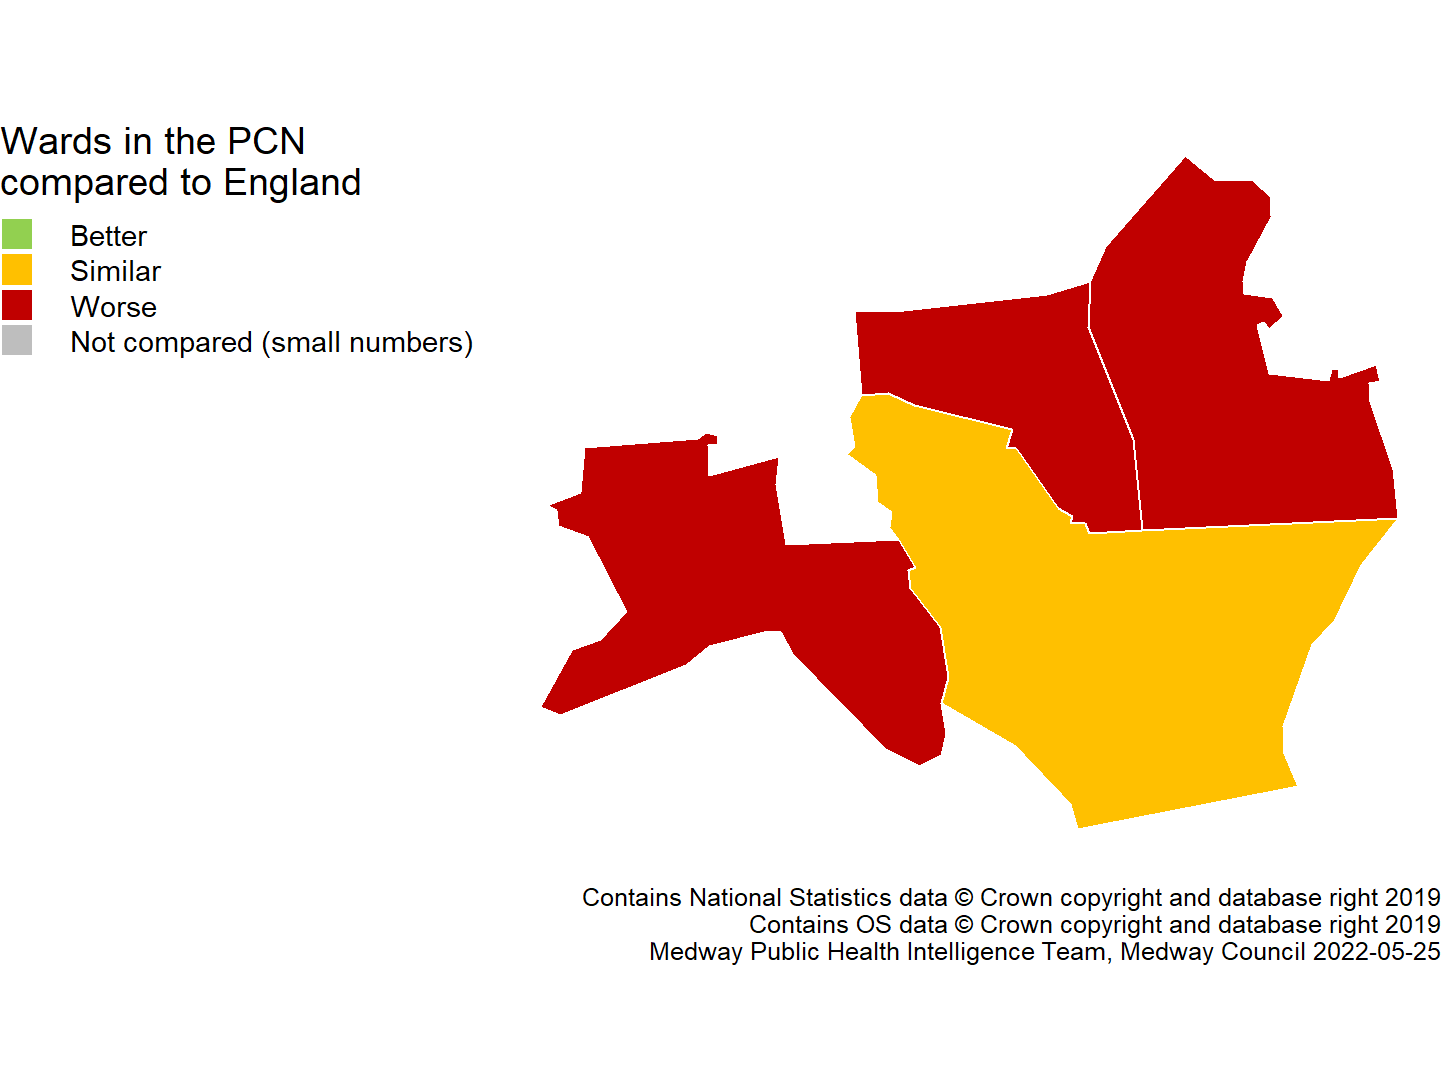 Wards in the PCN
compared to England
Better
Similar
Worse
Not compared (small numbers)
Contains National Statistics data © Crown copyright and database right 2019
Contains OS data © Crown copyright and database right 2019
Medway Public Health Intelligence Team, Medway Council 2022-05-25